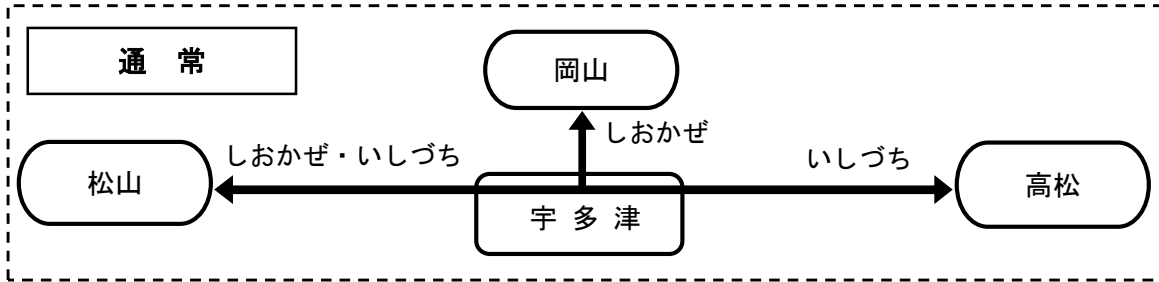 通 常
岡山
しおかぜ
しおかぜ・いしづち
いしづち
松山
宇 多 津
高松